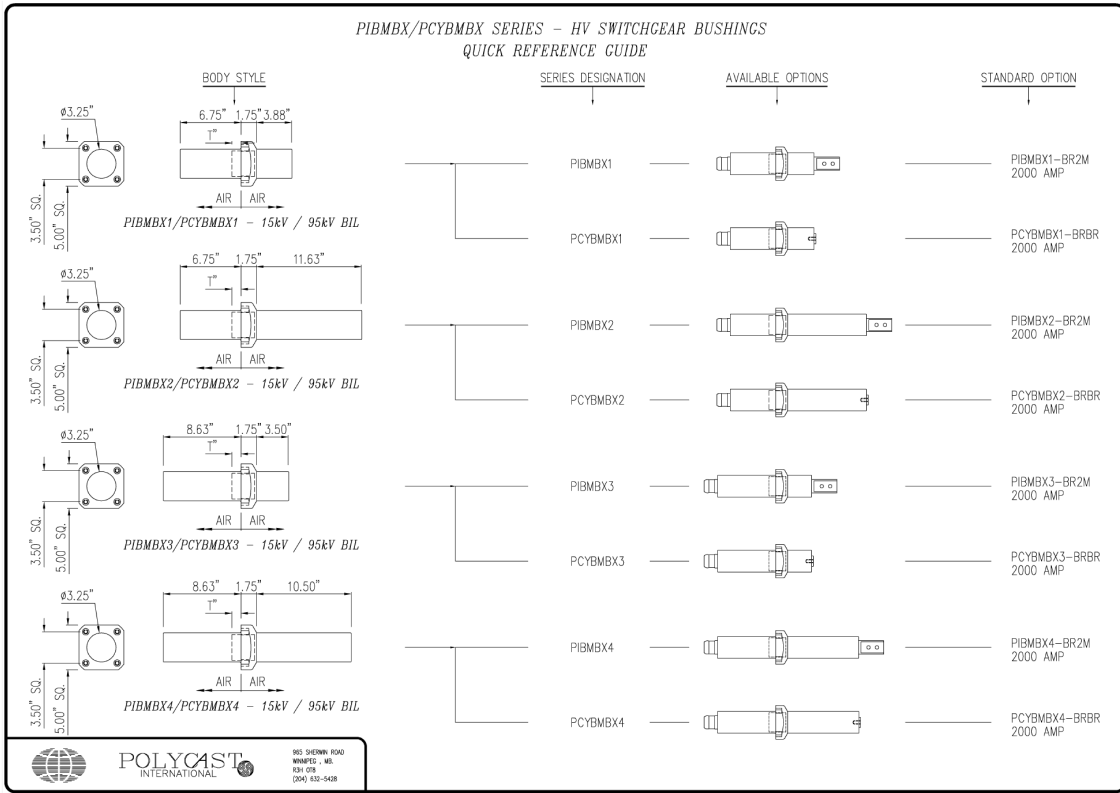 PIBMBX/PCYBMBX SERIES – HV SWITCHGEAR BUSHINGS
QUICK REFERENCE GUIDE
BODY STYLE
SERIES DESIGNATION
AVAILABLE OPTIONS
STANDARD OPTION
ø3.25"
6.75" 1.75" 3.88"
T"
3.50" SQ.
5.00" SQ.
AIR AIR
PIBMBX1/PCYBMBX1 – 15kV / 95kV BIL
PIBMBX1
PIBMBX1–BR2M
2000 AMP
PCYBMBX1
PCYBMBX1–BRBR
2000 AMP
ø3.25"
6.75" 1.75" 11.63"
T"
3.50" SQ.
5.00" SQ.
AIR AIR
PIBMBX2/PCYBMBX2 – 15kV / 95kV BIL
PIBMBX2
PIBMBX2–BR2M
2000 AMP
PCYBMBX2
PCYBMBX2–BRBR
2000 AMP
ø3.25"
8.63" 1.75" 3.50"
T"
3.50" SQ.
5.00" SQ.
AIR AIR
PIBMBX3/PCYBMBX3 – 15kV / 95kV BIL
PIBMBX3
PIBMBX3–BR2M
2000 AMP
PCYBMBX3
PCYBMBX3–BRBR
2000 AMP
ø3.25"
8.63" 1.75" 10.50"
T"
3.50" SQ.
5.00" SQ.
AIR AIR
PIBMBX4/PCYBMBX4 – 15kV / 95kV BIL
PIBMBX4
PIBMBX4–BR2M
2000 AMP
PCYBMBX4
PCYBMBX4–BRBR
2000 AMP
POLYCAST
INTERNATIONAL
965 SHERWIN ROAD
WINNIPEG , MB.
R3H 0T8
(204) 632–5428